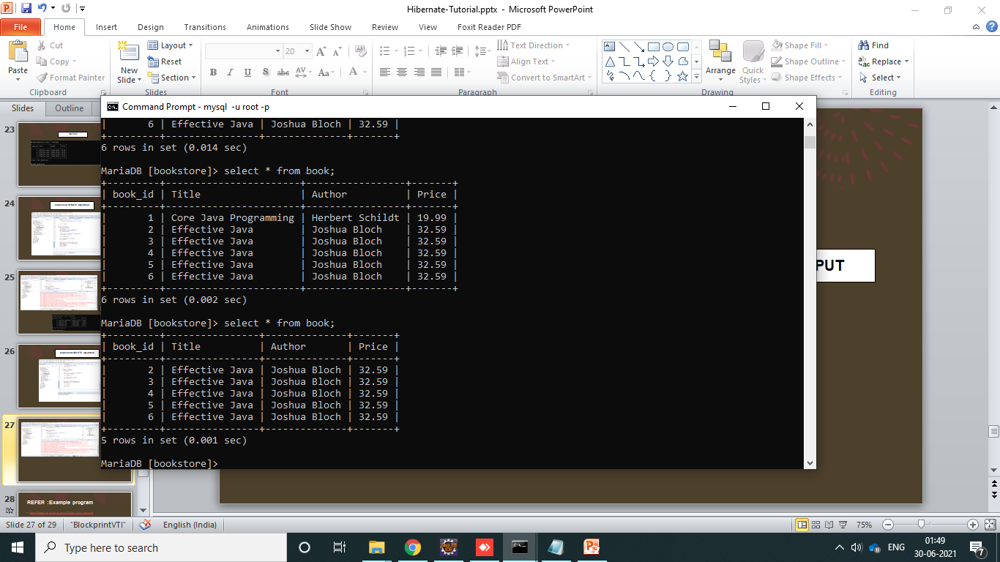 Hibernate-Tutorial.pptx - Microsoft PowerPoint
File Home Insert Design Transitions Animations Slide Show Review View Foxit Reader PDF
Paste
Cut
Copy
Format Painter
Clipboard
New
Slide
Layout
Reset
Section
Slides
20
Font
Text Direction
Align Text
Convert to SmartArt
Paragraph
Arrange
Quick
Styles
Shape Fill
Shape Outline
Shape Effects
Drawing
Find
Replace
Select
Editing
Slides Outline
23
OUTPUT
24
Implement UPDATE Operation
25
26
Implement DELETE Operation
27
28
REFER :Example program
Command Prompt - mysql -u root -p
| 6 | Effective Java | Joshua Bloch | 32.59 |
+---------+----------------+--------------+-------+
6 rows in set (0.014 sec)
MariaDB [bookstore]> select * from book;
+---------+-----------------------+-----------------+-------+
| book_id | Title | Author | Price |
+---------+-----------------------+-----------------+-------+
| 1 | Core Java Programming | Herbert Schildt | 19.99 |
| 2 | Effective Java | Joshua Bloch | 32.59 |
| 3 | Effective Java | Joshua Bloch | 32.59 |
| 4 | Effective Java | Joshua Bloch | 32.59 |
| 5 | Effective Java | Joshua Bloch | 32.59 |
| 6 | Effective Java | Joshua Bloch | 32.59 |
+---------+-----------------------+-----------------+-------+
6 rows in set (0.002 sec)
MariaDB [bookstore]> select * from book;
+---------+----------------+--------------+-------+
| book_id | Title | Author | Price |
+---------+----------------+--------------+-------+
| 2 | Effective Java | Joshua Bloch | 32.59 |
| 3 | Effective Java | Joshua Bloch | 32.59 |
| 4 | Effective Java | Joshua Bloch | 32.59 |
| 5 | Effective Java | Joshua Bloch | 32.59 |
| 6 | Effective Java | Joshua Bloch | 32.59 |
+---------+----------------+--------------+-------+
5 rows in set (0.001 sec)
MariaDB [bookstore]>
PUT
Slide 27 of 29 "BlockprintVTI" English (India) 75%
Type here to search
ENG
01:49
30-06-2021
7